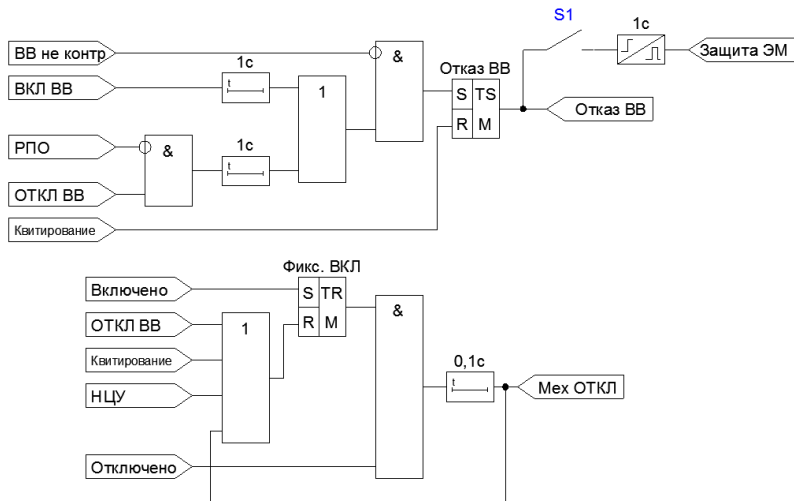 S1
ВВ не контр
&
1с
Защита ЭМ
1с
Отказ ВВ
ВКЛ ВВ
t
1
S TS
Отказ ВВ
РПО
&
1с
R M
t
ОТКЛ ВВ
Квитирование
Фикс. ВКЛ
Включено
S TR
&
ОТКЛ ВВ
1
R M
Квитирование
0,1с
t
Мех ОТКЛ
НЦУ
Отключено